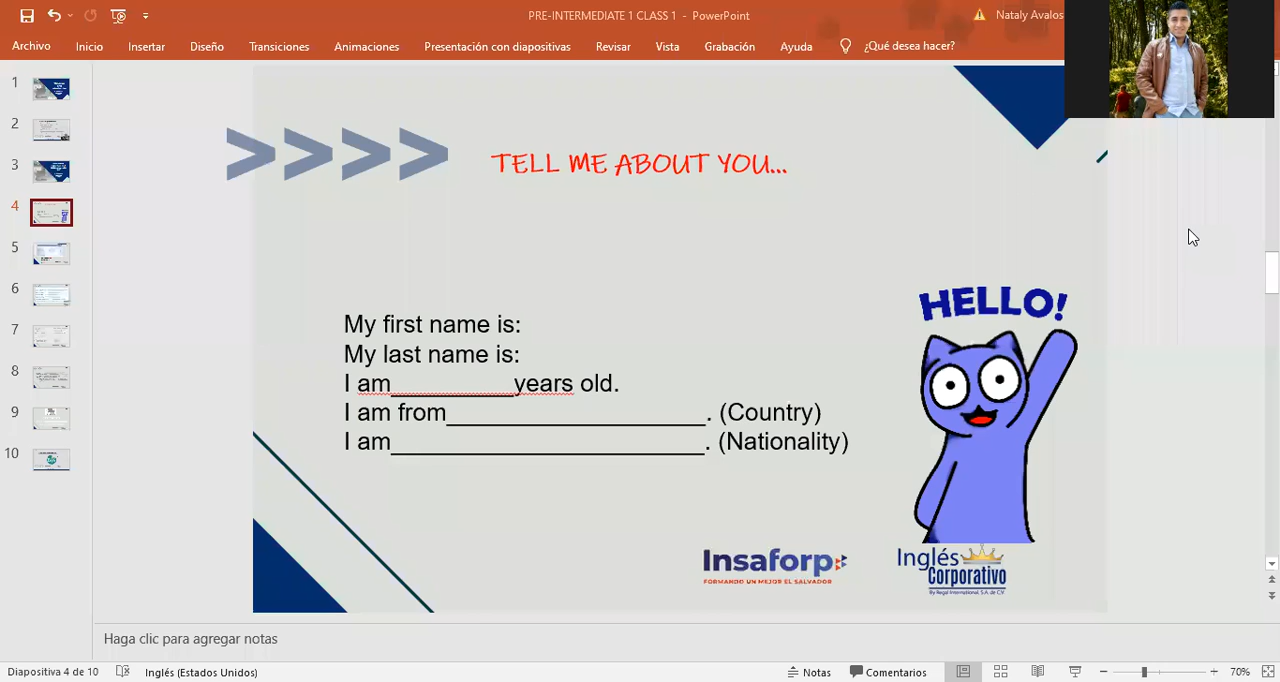 PRE-INTERMEDIATE 1 CLASS 1 - PowerPoint
Nataly Avalos
Archivo Inicio Insertar Diseño Transiciones Animaciones Presentación con diapositivas Revisar Vista Grabación Ayuda ¿Qué desea hacer?
1
2
3
4
5
6
7
8
9
10
>>>>
TELL ME ABOUT YOU...
HELLO!
My first name is:
My last name is:
I am__________years old.
I am from_______________. (Country)
I am____________________. (Nationality)
Insaforp
FORMANDO UN MEJOR EL SALVADOR
Inglés
Corporativo
By Regal International, S.A. de C.V.
Haga clic para agregar notas
Diapositiva 4 de 10 Inglés (Estados Unidos) Notas Comentarios 70%